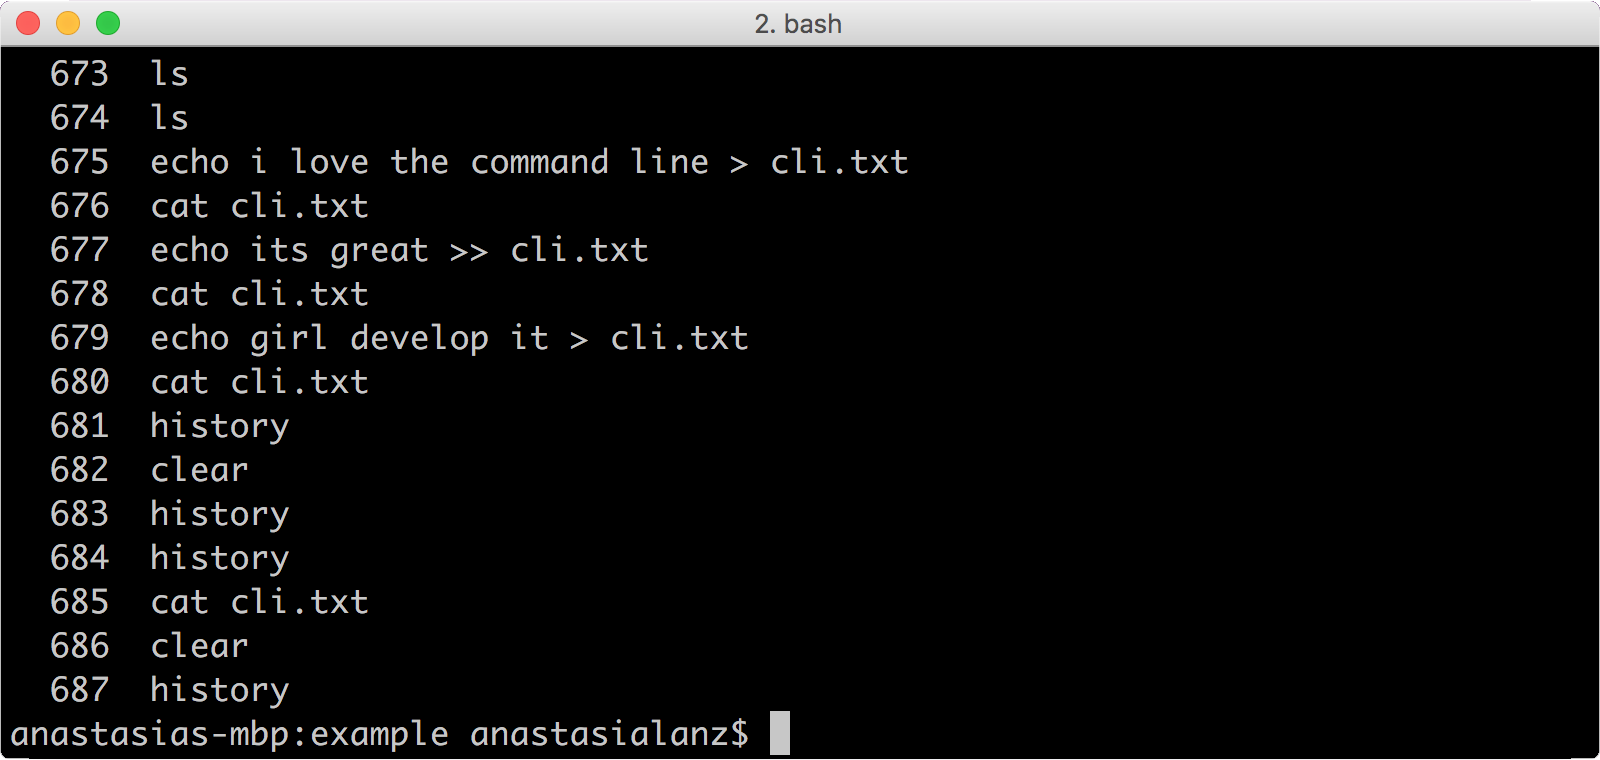 2. bash
673 ls
674 ls
675 echo i love the command line > cli.txt
676 cat cli.txt
677 echo its great >> cli.txt
678 cat cli.txt
679 echo girl develop it > cli.txt
680 cat cli.txt
681 history
682 clear
683 history
684 history
685 cat cli.txt
686 clear
687 history
anastasias-mbp:example anastasialanz$